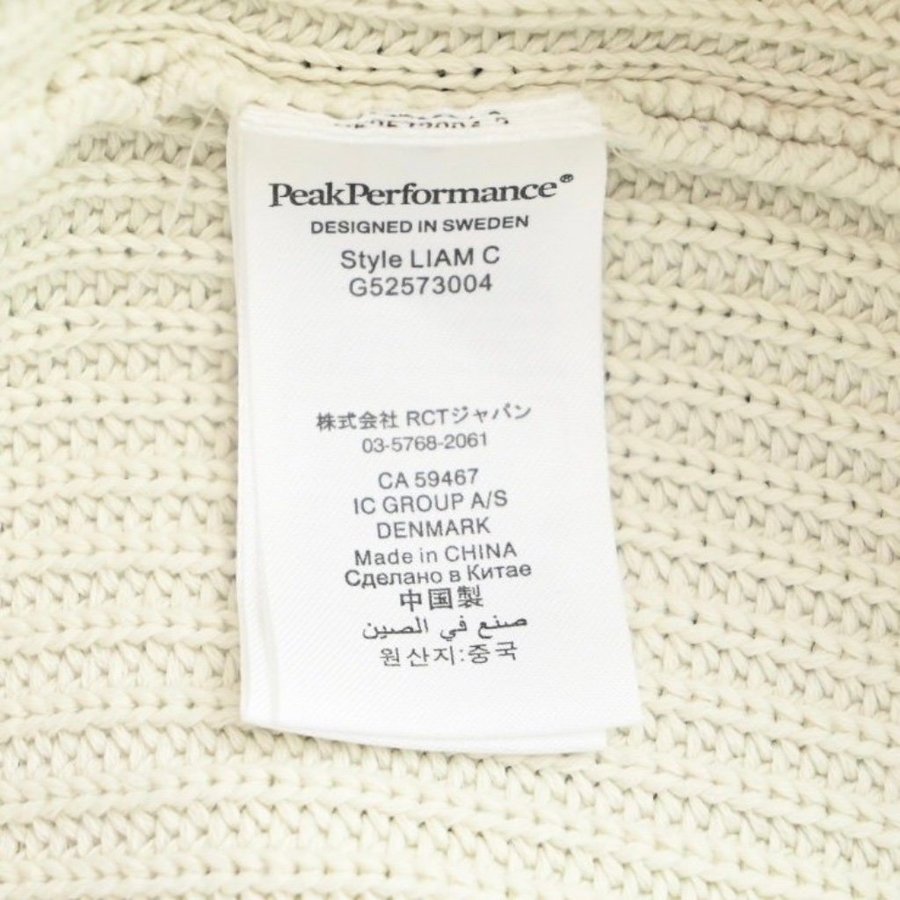 PeakPerformance®
DESIGNED IN SWEDEN
Style LIAM C
G52573004
株式会社 RCTジャパン
03-5768-2061
CA 59467
IC GROUP A/S
DENMARK
Made in CHINA
Сделано в Китае
中国製
صنع في الصين
원산지:중국